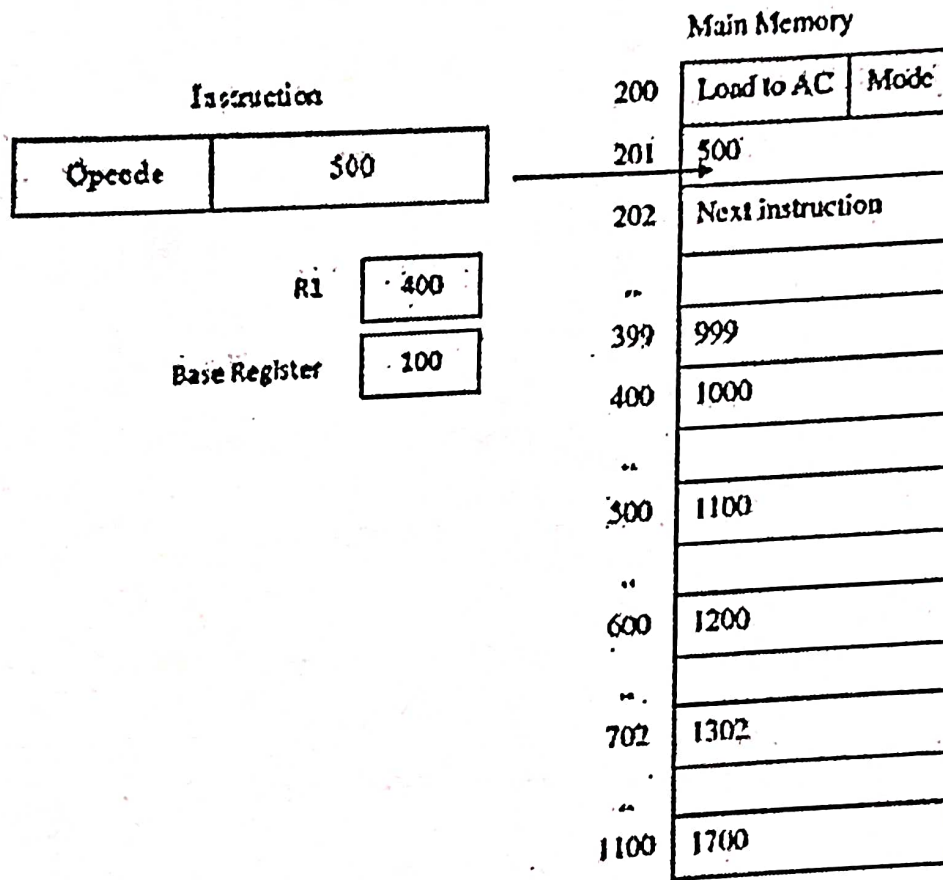 Main Memory
Instruction
Opcode 500
R1 400
Base Register 100
200 Load to AC Mode
201 500
202 Next instruction
..
399 999
400 1000
..
500 1100
..
600 1200
..
702 1302
..
1100 1700